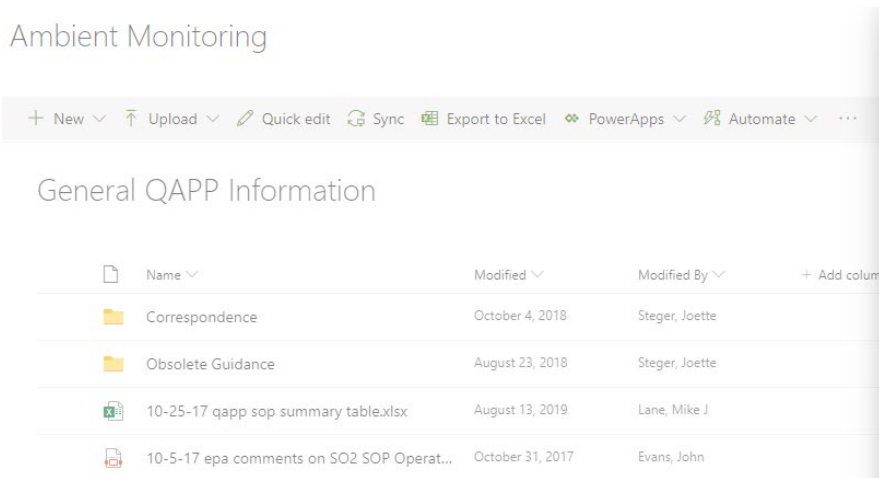 Ambient Monitoring
New Upload Quick edit Sync Export to Excel PowerApps Automate ...
General QAPP Information
Name Modified Modified By + Add colum
Correspondence October 4, 2018 Steger, Joette
Obsolete Guidance August 23, 2018 Steger, Joette
10-25-17 qapp sop summary table.xlsx August 13, 2019 Lane, Mike J
10-5-17 epa comments on SO2 SOP Operat... October 31, 2017 Evans, John